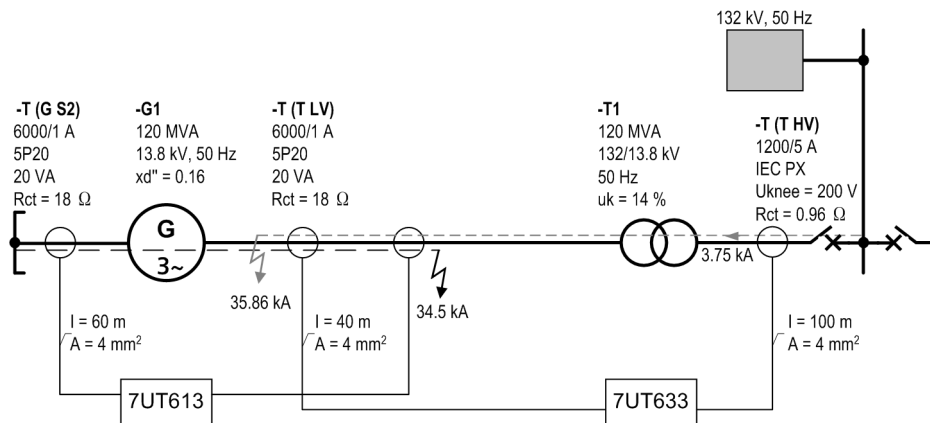 132 kV, 50 Hz
-T (G S2)
6000/1 A
5P20
20 VA
Rct = 18 Ω
-G1
120 MVA
13.8 kV, 50 Hz
xd" = 0.16
-T (T LV)
6000/1 A
5P20
20 VA
Rct = 18 Ω
-T1
120 MVA
132/13.8 kV
50 Hz
uk = 14 %
-T (T HV)
1200/5 A
IEC PX
Uknee = 200 V
Rct = 0.96 Ω
G
3~
3.75 kA
35.86 kA
34.5 kA
l = 60 m
A = 4 mm²
l = 40 m
A = 4 mm²
l = 100 m
A = 4 mm²
7UT613
7UT633